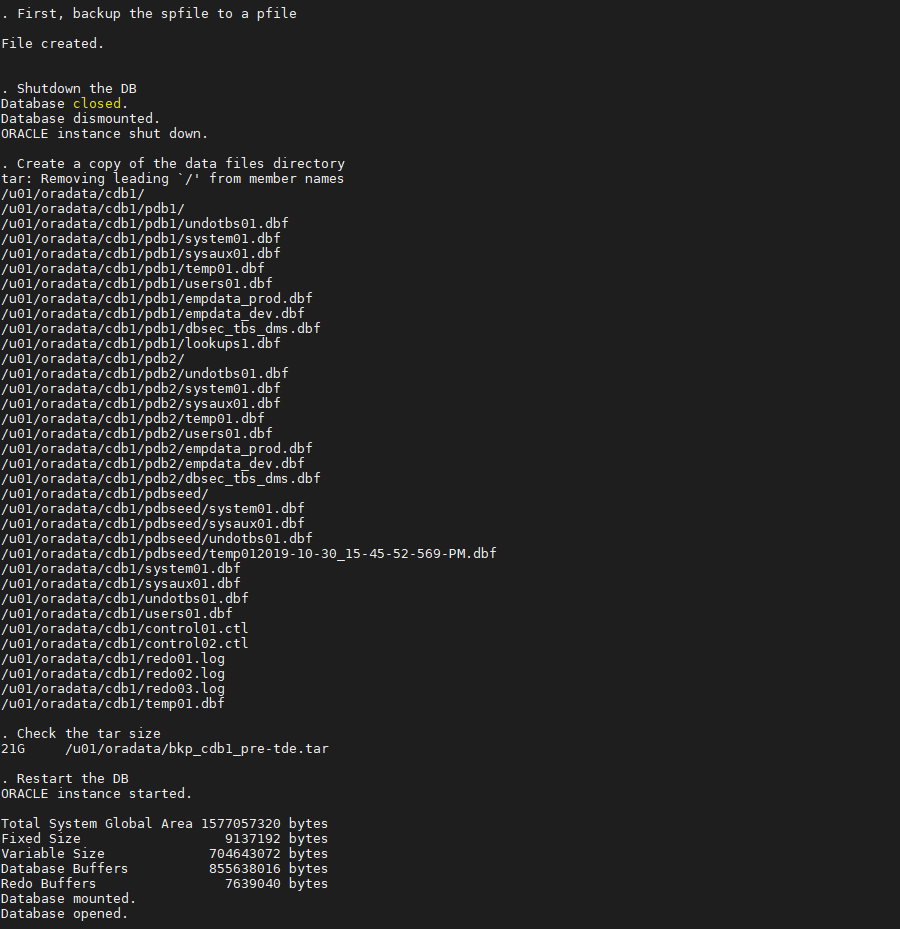 . First, backup the spfile to a pfile
File created.
. Shutdown the DB
Database closed.
Database dismounted.
ORACLE instance shut down.
. Create a copy of the data files directory
tar: Removing leading `/' from member names
/u01/oradata/cdb1/
/u01/oradata/cdb1/pdb1/
/u01/oradata/cdb1/pdb1/undotbs01.dbf
/u01/oradata/cdb1/pdb1/system01.dbf
/u01/oradata/cdb1/pdb1/sysaux01.dbf
/u01/oradata/cdb1/pdb1/temp01.dbf
/u01/oradata/cdb1/pdb1/users01.dbf
/u01/oradata/cdb1/pdb1/empdata_prod.dbf
/u01/oradata/cdb1/pdb1/empdata_dev.dbf
/u01/oradata/cdb1/pdb1/dbsec_tbs_dms.dbf
/u01/oradata/cdb1/pdb1/lookups1.dbf
/u01/oradata/cdb1/pdb2/
/u01/oradata/cdb1/pdb2/undotbs01.dbf
/u01/oradata/cdb1/pdb2/system01.dbf
/u01/oradata/cdb1/pdb2/sysaux01.dbf
/u01/oradata/cdb1/pdb2/temp01.dbf
/u01/oradata/cdb1/pdb2/users01.dbf
/u01/oradata/cdb1/pdb2/empdata_prod.dbf
/u01/oradata/cdb1/pdb2/empdata_dev.dbf
/u01/oradata/cdb1/pdb2/dbsec_tbs_dms.dbf
/u01/oradata/cdb1/pdbseed/
/u01/oradata/cdb1/pdbseed/system01.dbf
/u01/oradata/cdb1/pdbseed/sysaux01.dbf
/u01/oradata/cdb1/pdbseed/undotbs01.dbf
/u01/oradata/cdb1/pdbseed/temp012019-10-30_15-45-52-569-PM.dbf
/u01/oradata/cdb1/system01.dbf
/u01/oradata/cdb1/sysaux01.dbf
/u01/oradata/cdb1/undotbs01.dbf
/u01/oradata/cdb1/users01.dbf
/u01/oradata/cdb1/control01.ctl
/u01/oradata/cdb1/control02.ctl
/u01/oradata/cdb1/redo01.log
/u01/oradata/cdb1/redo02.log
/u01/oradata/cdb1/redo03.log
/u01/oradata/cdb1/temp01.dbf
. Check the tar size
21G     /u01/oradata/bkp_cdb1_pre-tde.tar
. Restart the DB
ORACLE instance started.
Total System Global Area 1577057320 bytes
Fixed Size                  9137192 bytes
Variable Size             704643072 bytes
Database Buffers          855638016 bytes
Redo Buffers                7639040 bytes
Database mounted.
Database opened.